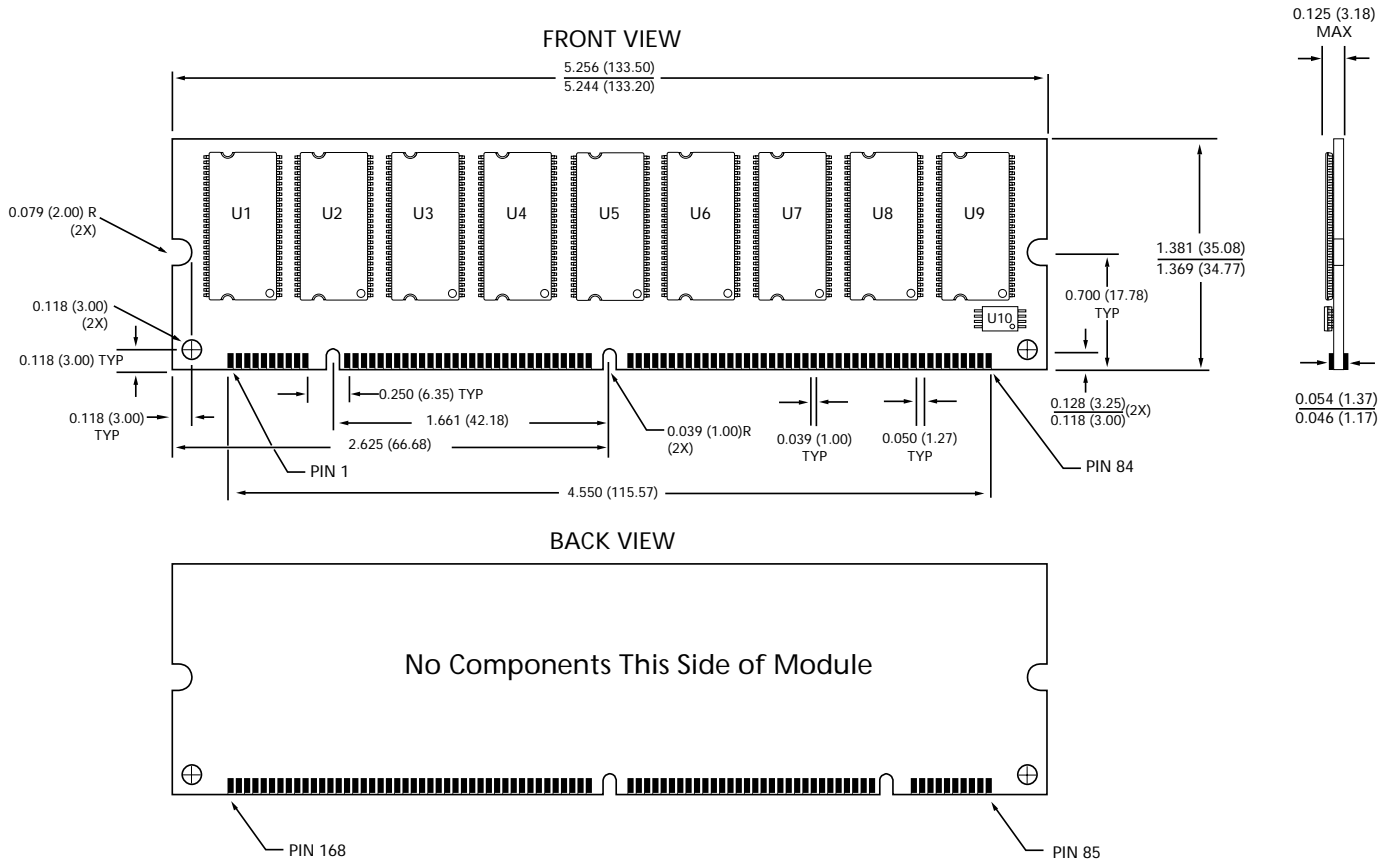 0.125 (3.18)
MAX
FRONT VIEW
5.256 (133.50)
5.244 (133.20)
U1
U2
U3
U4
U5
U6
U7
U8
U9
U10
0.079 (2.00) R
(2X)
1.381 (35.08)
1.369 (34.77)
0.700 (17.78)
TYP
0.118 (3.00)
(2X)
0.118 (3.00) TYP
0.118 (3.00)
TYP
0.250 (6.35) TYP
1.661 (42.18)
2.625 (66.68)
0.039 (1.00)R
(2X)
0.039 (1.00)
TYP
0.050 (1.27)
TYP
0.128 (3.25)
0.118 (3.00)
(2X)
0.054 (1.37)
0.046 (1.17)
PIN 1
PIN 84
4.550 (115.57)
BACK VIEW
No Components This Side of Module
PIN 168
PIN 85